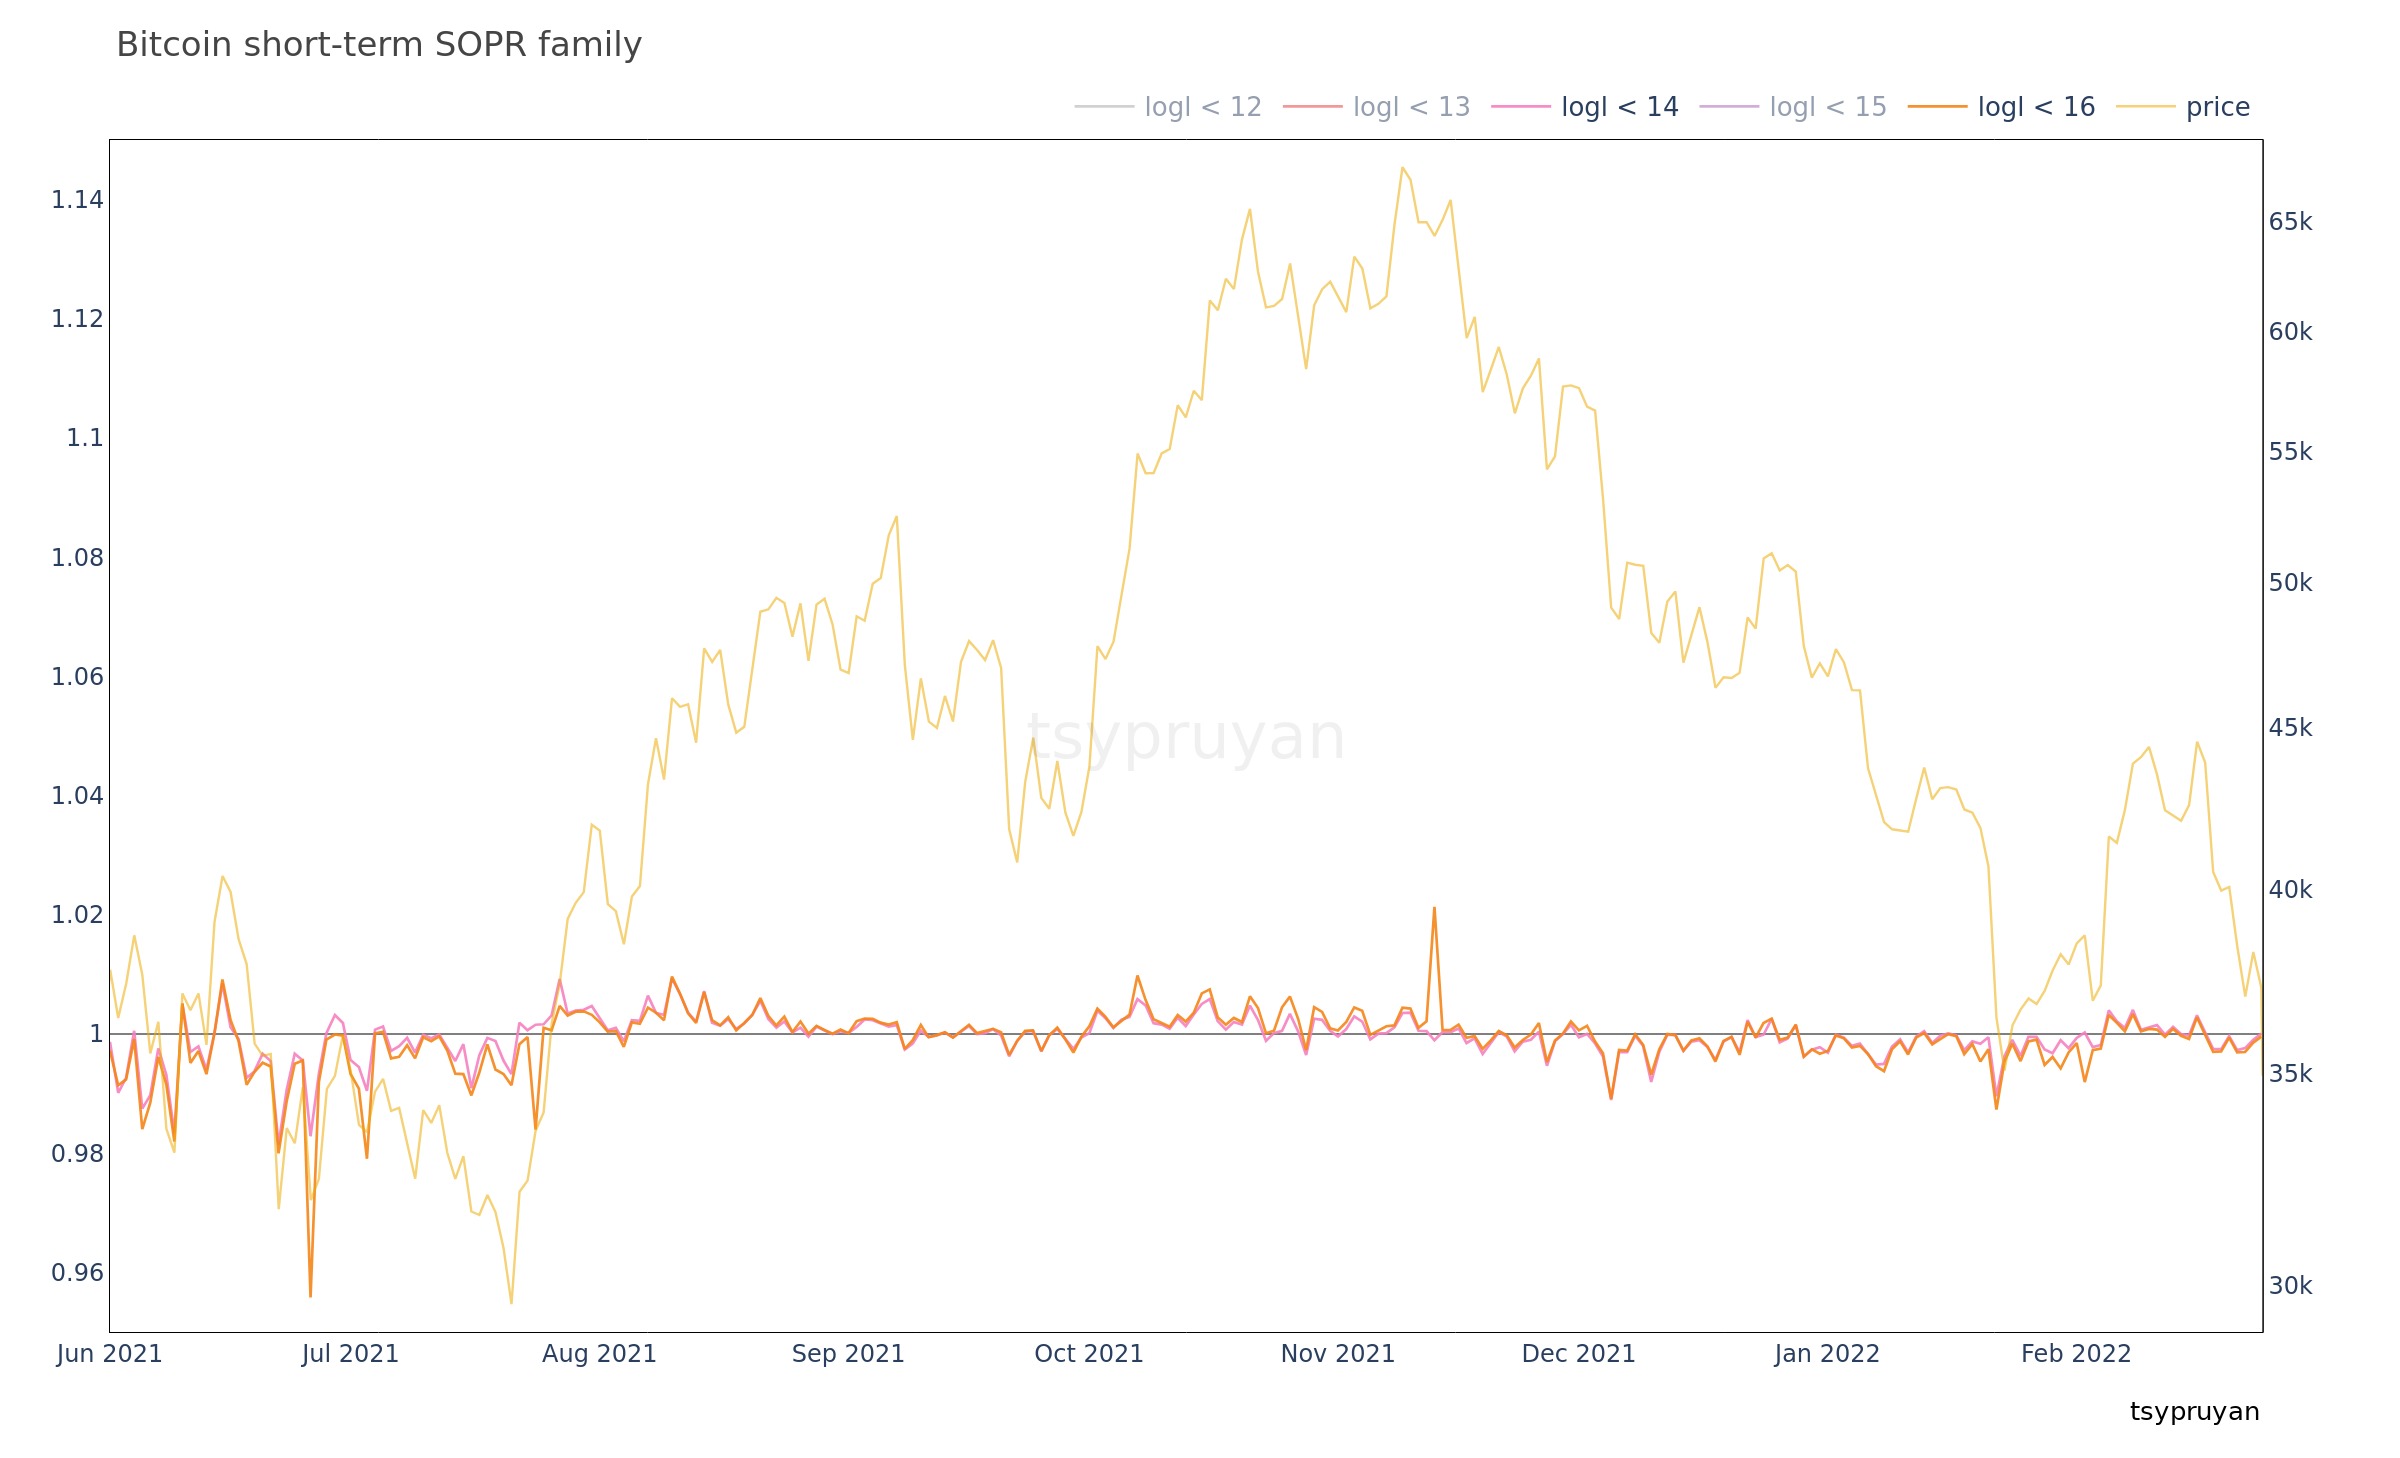 Bitcoin short-term SOPR family
logl < 12 logl < 13 logl < 14 logl < 15 logl < 16 price
1.14
65k
1.12
60k
1.1
55k
1.08
50k
1.06
45k
tsypruyan
1.04
40k
1.02
1
35k
0.98
0.96
30k
Jun 2021 Jul 2021 Aug 2021 Sep 2021 Oct 2021 Nov 2021 Dec 2021 Jan 2022 Feb 2022
tsypruyan